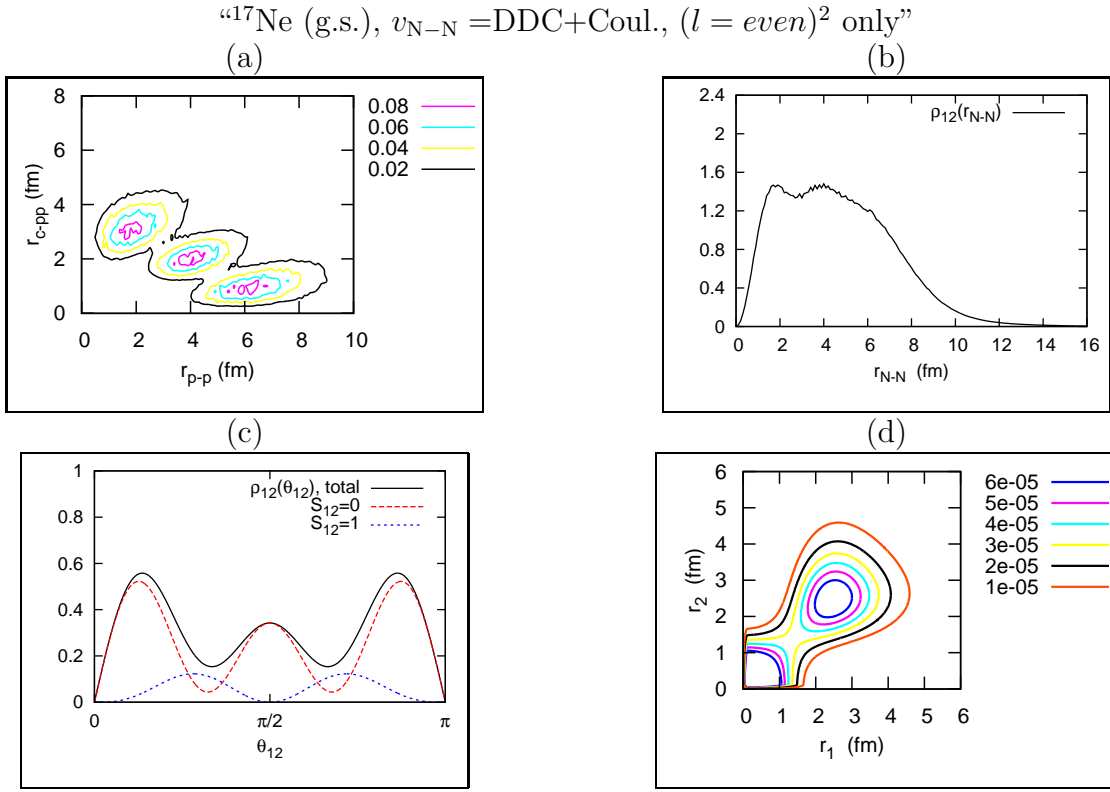 “¹⁷Ne (g.s.), v_N−N =DDC+Coul., (l = even)² only”
(a)
8
6
4
2
0
0 2 4 6 8 10
r_c-pp (fm)
r_p-p (fm)
0.08
0.06
0.04
0.02
(b)
2.4
2
1.6
1.2
0.8
0.4
0
0 2 4 6 8 10 12 14 16
r_N-N (fm)
ρ₁₂(r_N-N)
(c)
1
0.8
0.6
0.4
0.2
0
0 π/2 π
θ₁₂
ρ₁₂(θ₁₂), total
S₁₂=0
S₁₂=1
(d)
6
5
4
3
2
1
0
0 1 2 3 4 5 6
r₂ (fm)
r₁ (fm)
6e-05
5e-05
4e-05
3e-05
2e-05
1e-05